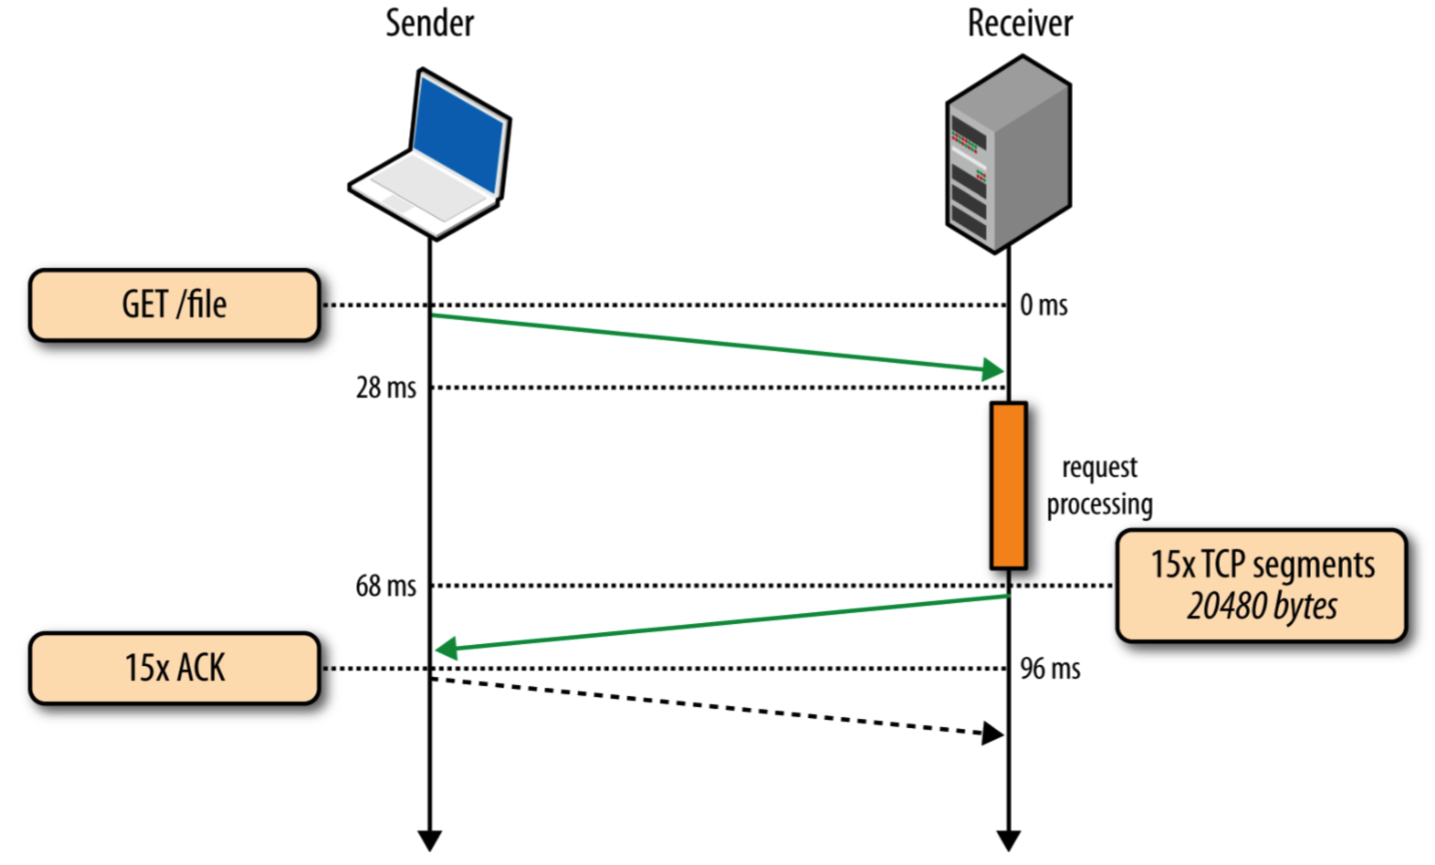 Sender
Receiver
GET /file
0 ms
28 ms
request
processing
68 ms
15x TCP segments
20480 bytes
15x ACK
96 ms